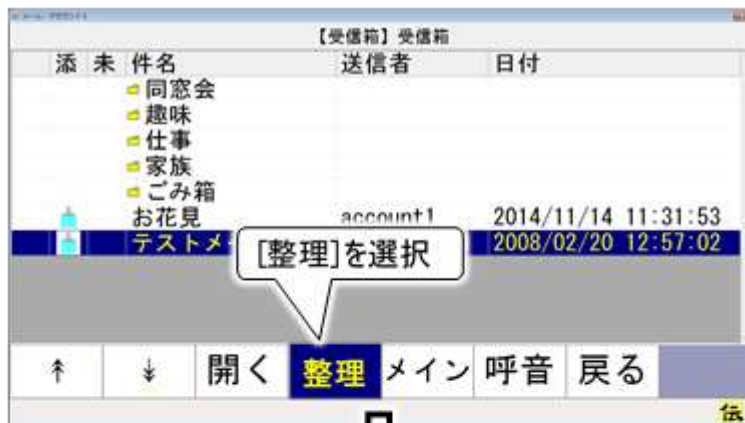 【受信箱】受信箱
添 未 件名 送信者 日付
同窓会
趣味
仕事
家族
ごみ箱
お花見 account1 2014/11/14 11:31:53
テストメ 2008/02/20 12:57:02
[整理]を選択
↟ ↡ 開く 整理 メイン 呼音 戻る
伝